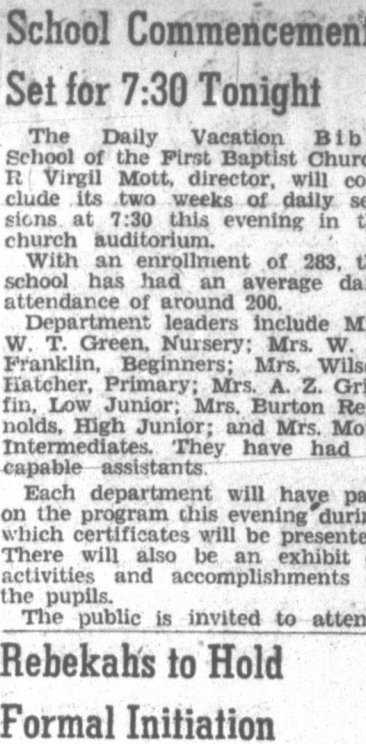 School Commencement
Set for 7:30 Tonight
The Daily Vacation Bib
School of the First Baptist Churc
R Virgil Mott, director, will co
clude its two weeks of daily se
sions at 7:30 this evening in t
church auditorium.
With an enrollment of 283, t
school has had an average da
attendance of around 200.
Department leaders include M
W. T. Green, Nursery; Mrs. W.
Franklin, Beginners; Mrs. Wils
Hatcher, Primary; Mrs. A. Z. Gri
fin, Low Junior; Mrs. Burton Re
nolds, High Junior; and Mrs. Mo
Intermediates. They have had
capable assistants.
Each department will have pa
on the program this evening duri
which certificates will be presente
There will also be an exhibit
activities and accomplishments
the pupils.
The public is invited to atten
Rebekahs to Hold
Formal Initiation